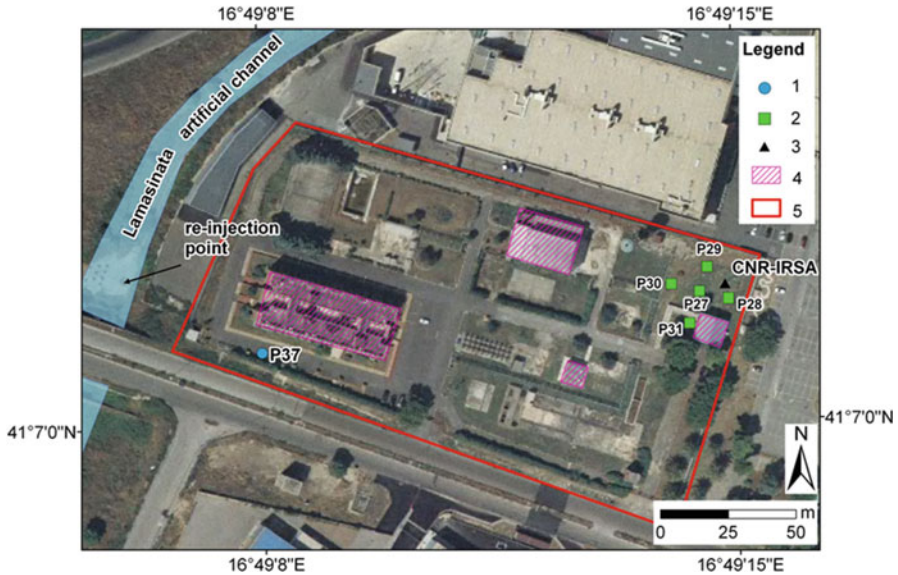 16°49'8"E
16°49'15"E
Legend
1
2
3
4
5
Lamasinata artificial channel
re-injection
point
P29
CNR-IRSA
P30
P27
P28
P31
P37
41°7'0"N
41°7'0"N
N
m
0 25 50
16°49'8"E
16°49'15"E